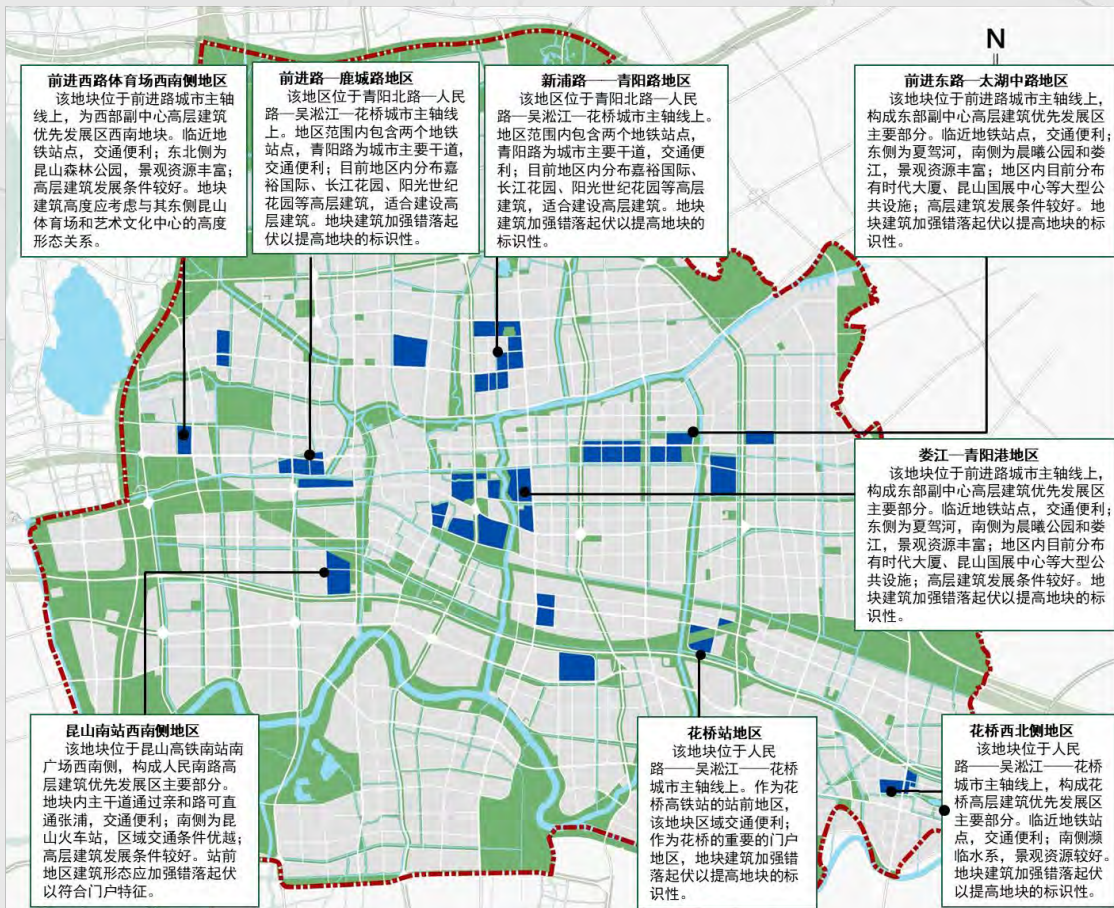 N
前进西路体育场西南侧地区
该地块位于前进路城市主轴
线上，为西部副中心高层建筑
优先发展区西南地块。临近地
铁站点，交通便利；东北侧为
昆山森林公园，景观资源丰富；
高层建筑发展条件较好。地块
建筑高度应考虑与其东侧昆山
体育场和艺术文化中心的高度
形态关系。
前进路—鹿城路地区
该地区位于青阳北路—人民
路—吴淞江—花桥城市主轴线
上。地区范围内包含两个地铁
站点，青阳路为城市主要干道，
交通便利；目前地区内分布嘉
裕国际、长江花园、阳光世纪
花园等高层建筑，适合建设高
层建筑。地块建筑加强错落起
伏以提高地块的标识性。
新浦路——青阳路地区
该地区位于青阳北路—人民
路—吴淞江—花桥城市主轴线上。
地区范围内包含两个地铁站点，
青阳路为城市主要干道，交通便
利；目前地区内分布嘉裕国际、
长江花园、阳光世纪花园等高层
建筑，适合建设高层建筑。地块
建筑加强错落起伏以提高地块的
标识性。
前进东路—太湖中路地区
该地块位于前进路城市主轴线上，
构成东部副中心高层建筑优先发展区
主要部分。临近地铁站点，交通便利；
东侧为夏驾河，南侧为晨曦公园和娄
江，景观资源丰富；地区内目前分布
有时代大厦、昆山国展中心等大型公
共设施；高层建筑发展条件较好。地
块建筑加强错落起伏以提高地块的标
识性。
娄江—青阳港地区
该地块位于前进路城市主轴线上，
构成东部副中心高层建筑优先发展区
主要部分。临近地铁站点，交通便利；
东侧为夏驾河，南侧为晨曦公园和娄
江，景观资源丰富；地区内目前分布
有时代大厦、昆山国展中心等大型公
共设施；高层建筑发展条件较好。地
块建筑加强错落起伏以提高地块的标
识性。
昆山南站西南侧地区
该地块位于昆山高铁南站南
广场西南侧，构成人民南路高
层建筑优先发展区主要部分。
地块内主干道通过亲和路可直
通张浦，交通便利；南侧为昆
山火车站，区域交通条件优越；
高层建筑发展条件较好。站前
地区建筑形态应加强错落起伏
以符合门户特征。
花桥站地区
该地块位于人民
路——吴淞江——花桥
城市主轴线上。作为花
桥高铁站的站前地区，
该地块区域交通便利；
作为花桥的重要的门户
地区，地块建筑加强错
落起伏以提高地块的标
识性。
花桥西北侧地区
该地块位于人民
路——吴淞江——花桥
城市主轴线上，构成花
桥高层建筑优先发展区
主要部分。临近地铁站
点，交通便利；南侧濒
临水系，景观资源较好。
地块建筑加强错落起伏
以提高地块的标识性。